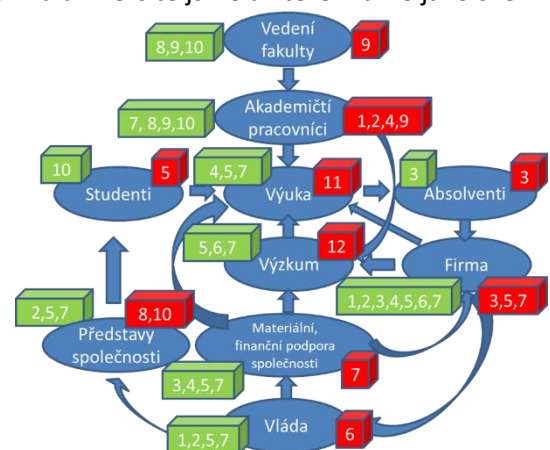 8,9,10
Vedení
fakulty
9
7, 8,9,10
Akademičtí
pracovníci
1,2,4,9
10
Studenti
5
4,5,7
Výuka
11
3
Absolventi
3
5,6,7
Výzkum
12
Firma
1,2,3,4,5,6,7
3,5,7
2,5,7
Představy
společnosti
8,10
Materiální,
finanční podpora
společnosti
3,4,5,7
7
1,2,5,7
Vláda
6